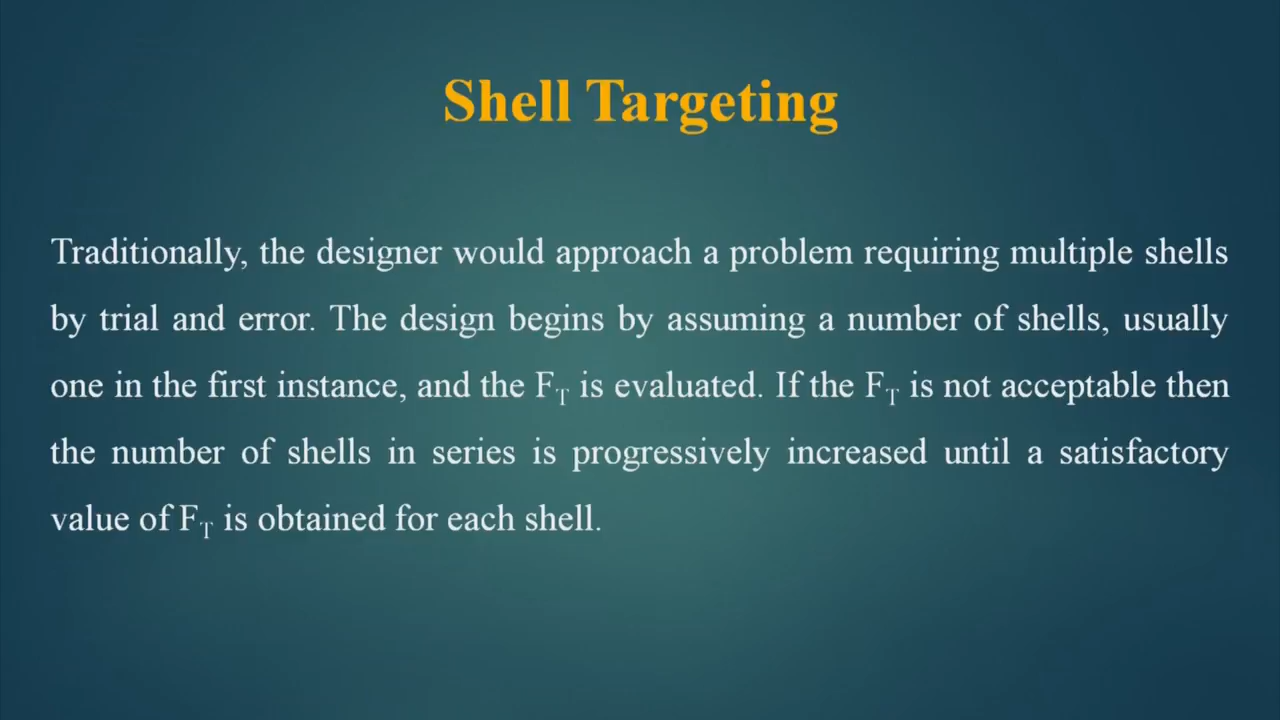 Shell Targeting
Traditionally, the designer would approach a problem requiring multiple shells
by trial and error. The design begins by assuming a number of shells, usually
one in the first instance, and the F_T is evaluated. If the F_T is not acceptable then
the number of shells in series is progressively increased until a satisfactory
value of F_T is obtained for each shell.